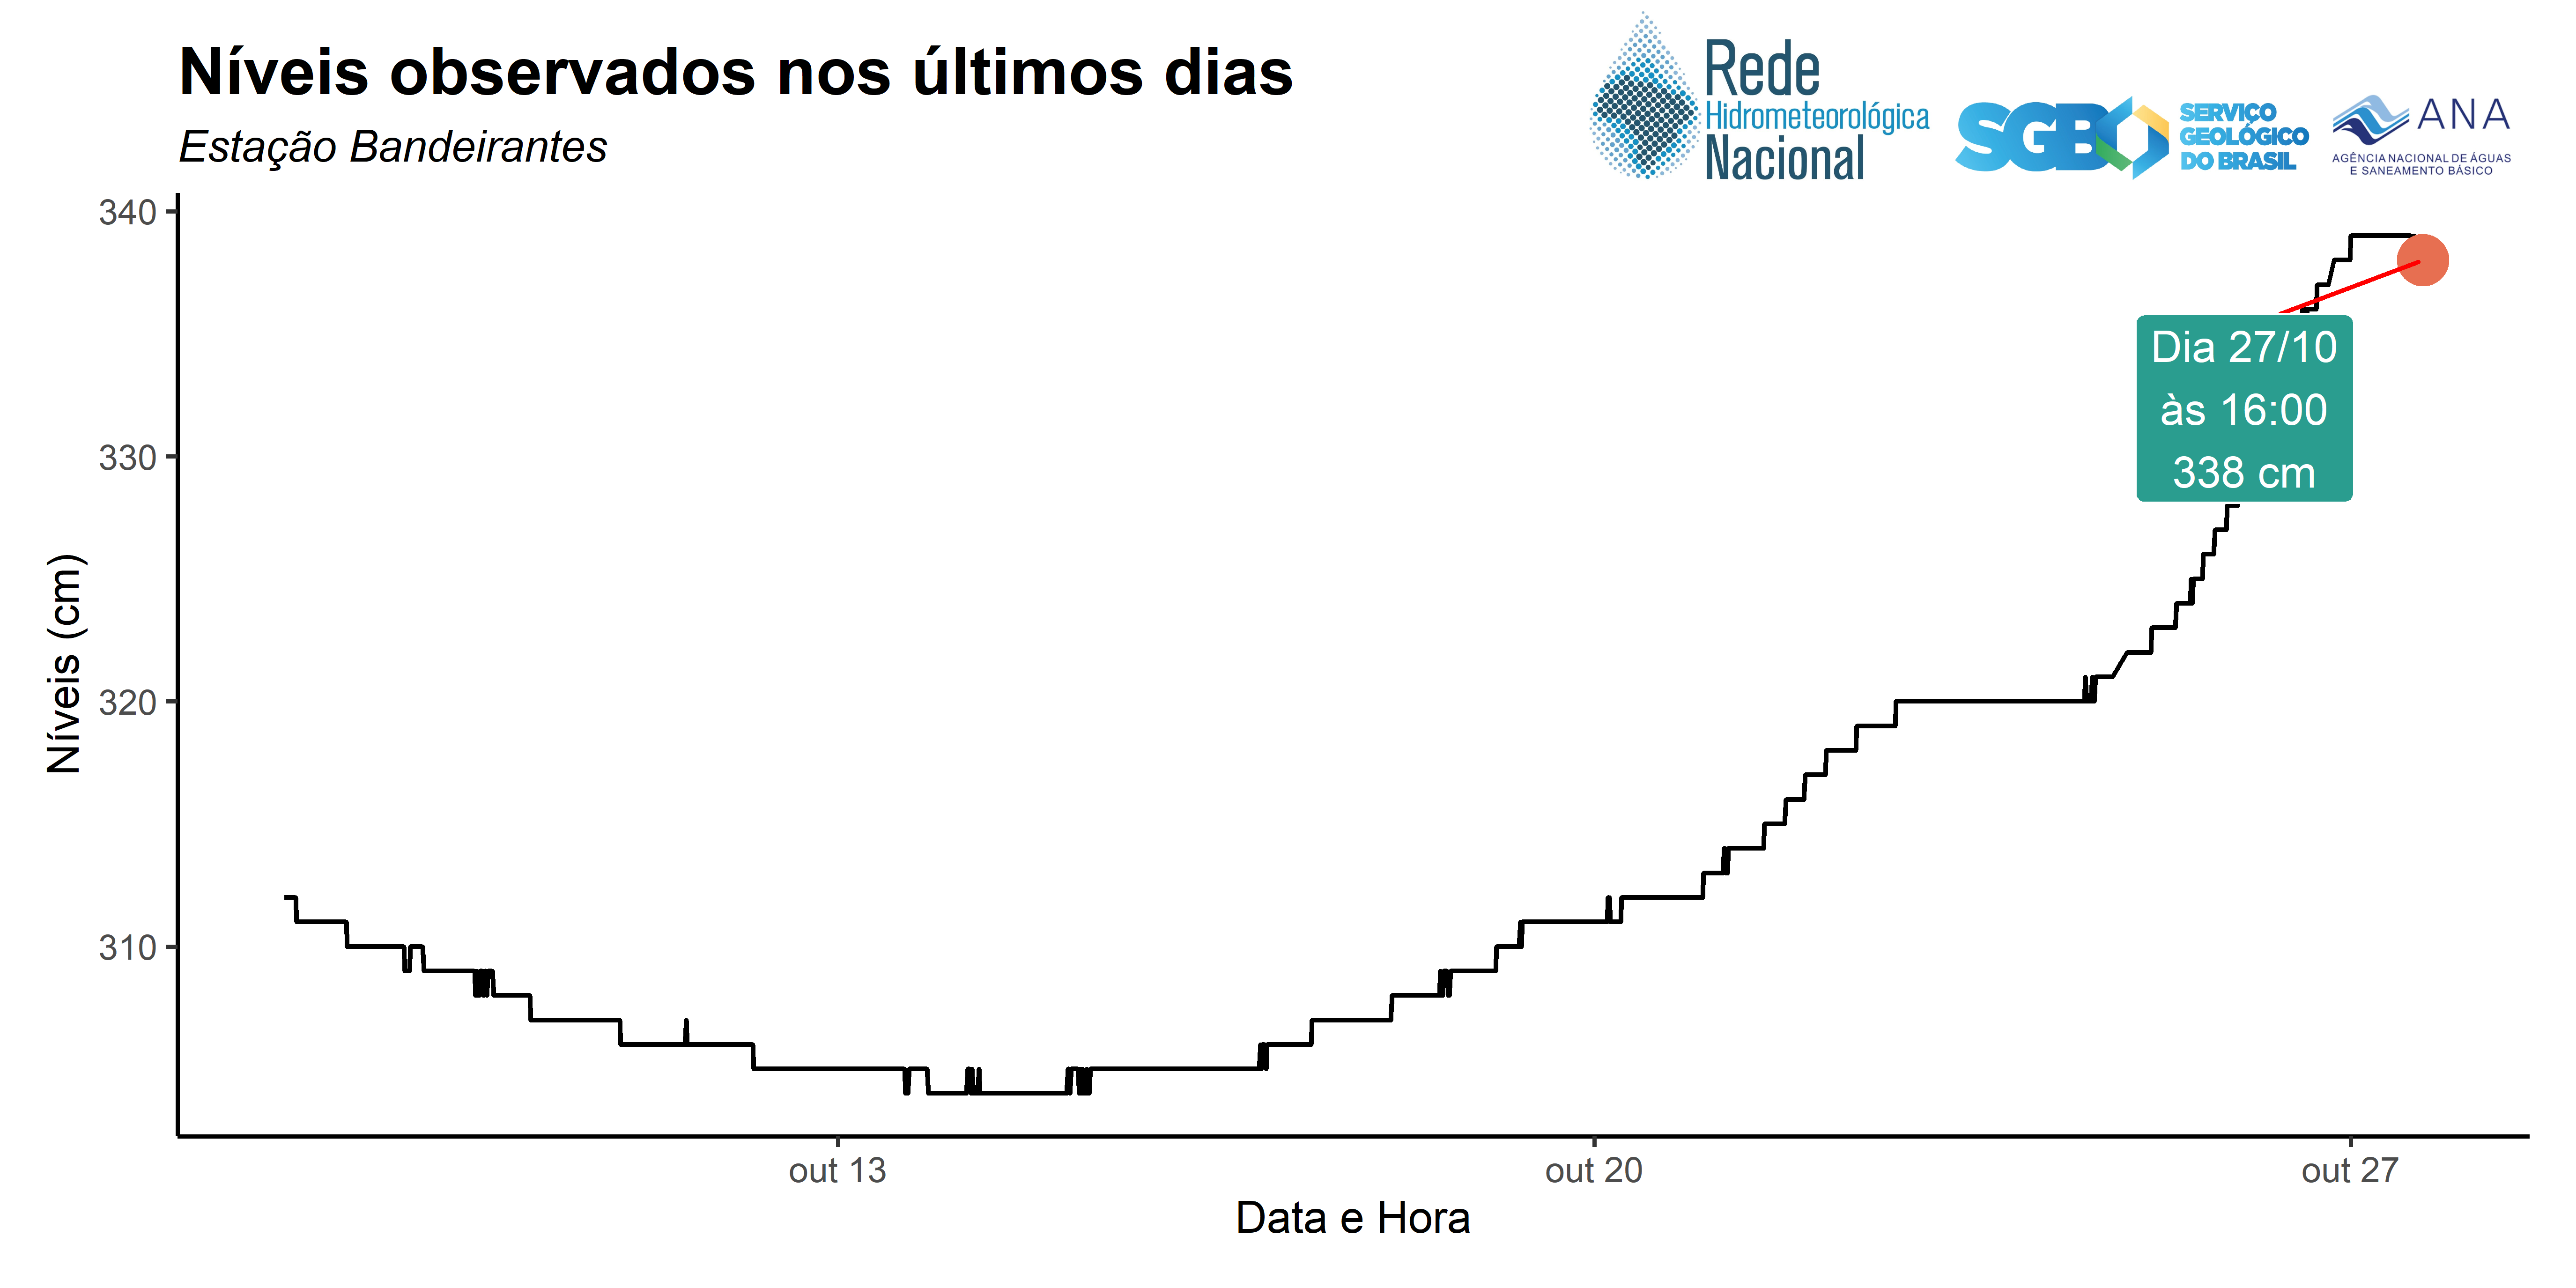 Níveis observados nos últimos dias
Estação Bandeirantes
Rede
Hidrometeorológica
Nacional
SGB
SERVIÇO
GEOLÓGICO
DO BRASIL
ANA
AGÊNCIA NACIONAL DE ÁGUAS
E SANEAMENTO BÁSICO
Níveis (cm)
340
330
320
310
Dia 27/10
às 16:00
338 cm
out 13
out 20
out 27
Data e Hora